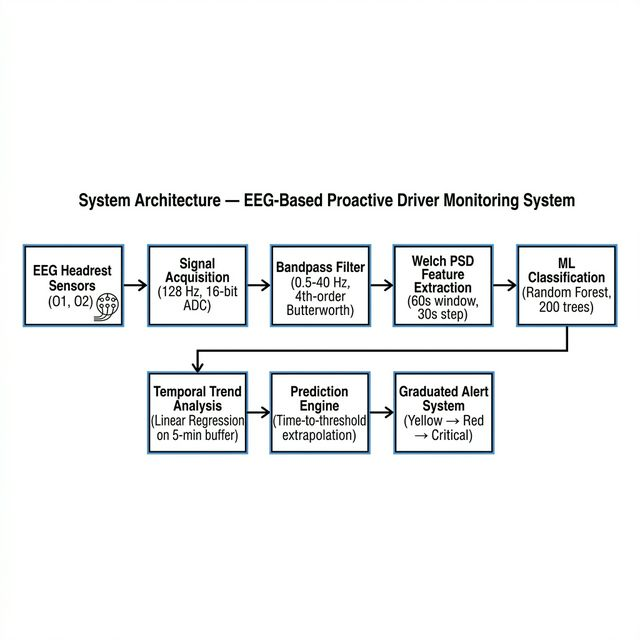 System Architecture — EEG-Based Proactive Driver Monitoring System
EEG Headrest
Sensors
(O1, O2)
Signal
Acquisition
(128 Hz, 16-bit
ADC)
Bandpass Filter
(0.5-40 Hz,
4th-order
Butterworth)
Welch PSD
Feature
Extraction
(60s window,
30s step)
ML
Classification
(Random Forest,
200 trees)
Temporal Trend
Analysis
(Linear Regression
on 5-min buffer)
Prediction
Engine
(Time-to-threshold
extrapolation)
Graduated Alert
System
(Yellow → Red
→ Critical)